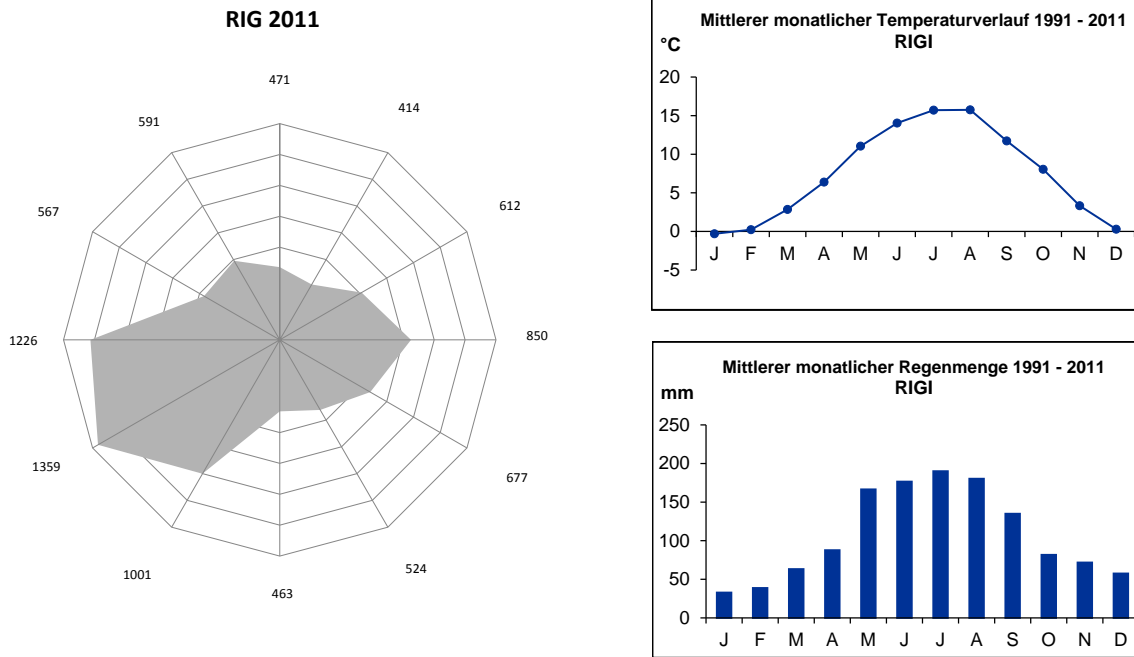 RIG 2011
471
414
612
850
677
524
463
1001
1359
1226
567
591
Mittlerer monatlicher Temperaturverlauf 1991 - 2011
RIGI
°C
20
15
10
5
0
-5
J F M A M J J A S O N D
Mittlerer monatlicher Regenmenge 1991 - 2011
RIGI
mm
250
200
150
100
50
0
J F M A M J J A S O N D